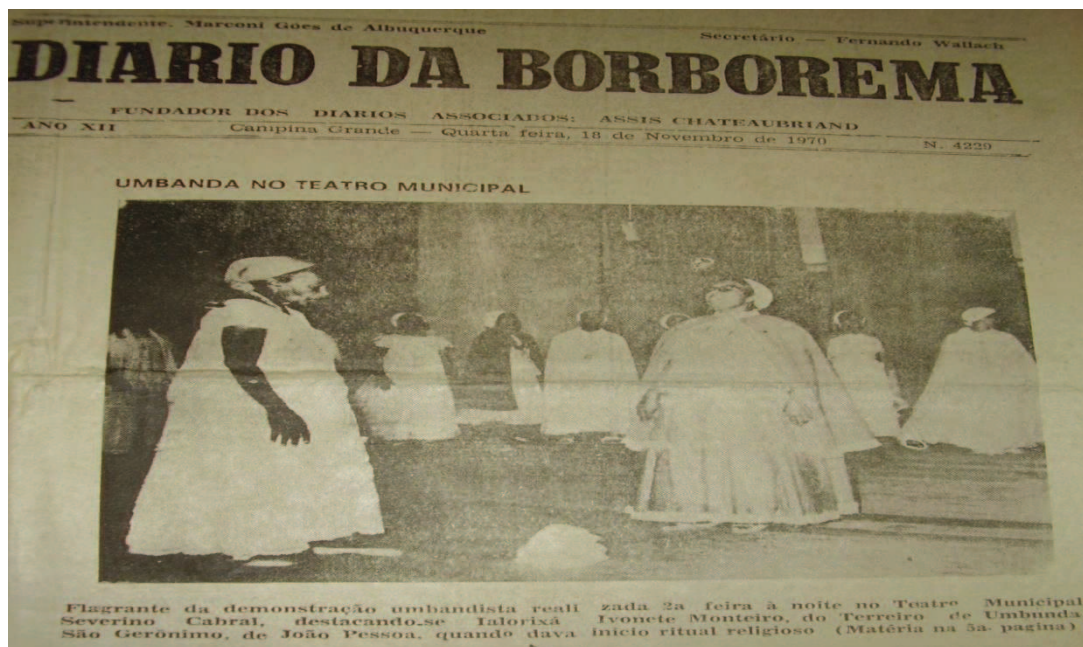 Superintendente. Marconi Góes de Albuquerque
Secretário — Fernando Wallach
DIARIO DA BORBOREMA
FUNDADOR DOS DIARIOS ASSOCIADOS: ASSIS CHATEAUBRIAND
ANO XII Campina Grande — Quarta feira, 18 de Novembro de 1970 N. 4229
UMBANDA NO TEATRO MUNICIPAL
Flagrante da demonstração umbandista reali zada 2a feira à noite no Teatro Municipal
Severino Cabral, destacando-se Ialorixá Ivonete Monteiro, do Terreiro de Umbunda
São Gerônimo, de João Pessoa, quando dava início ritual religioso (Matéria na 5a. pagina)